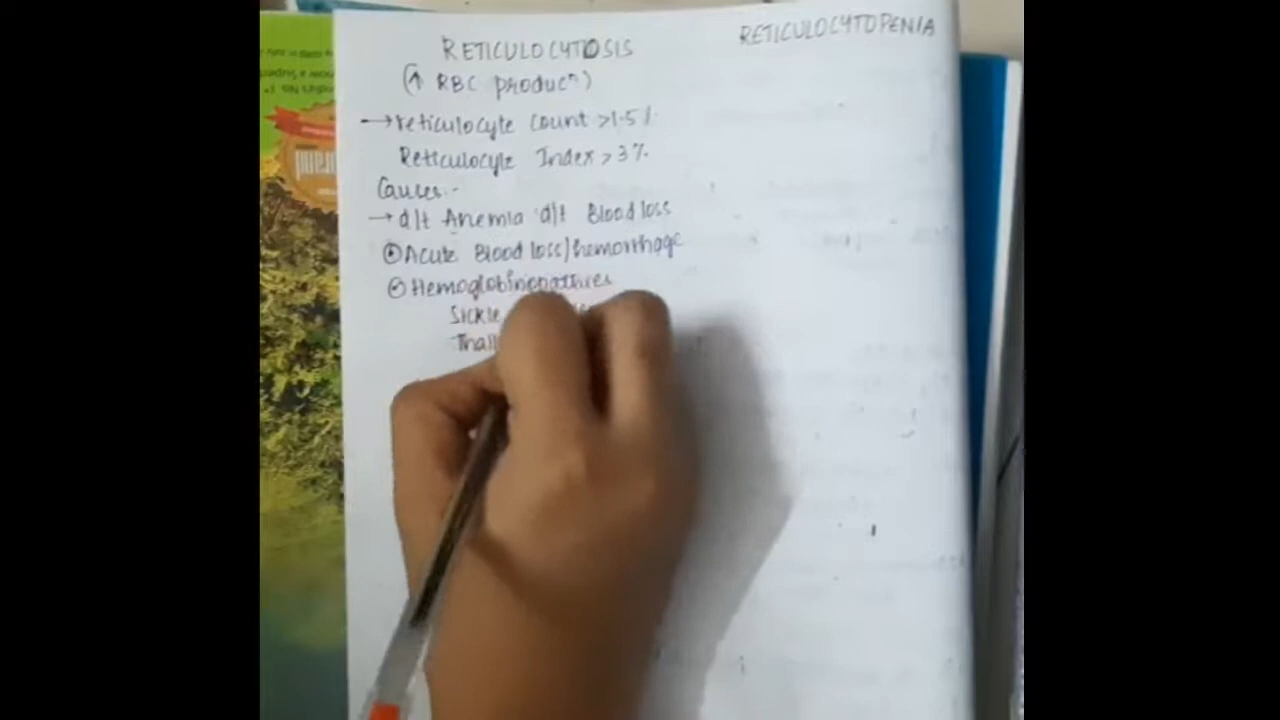 RETICULOCYTOSIS
RETICULOCYTOPENIA
(↑ RBC producⁿ)
→ reticulocyte count >1.5%
Reticulocyte Index >3%
Causes:-
→ d/t Anemia d/t Blood loss
Acute Blood loss/hemorrhage
Hemoglobinopathies
Sickle